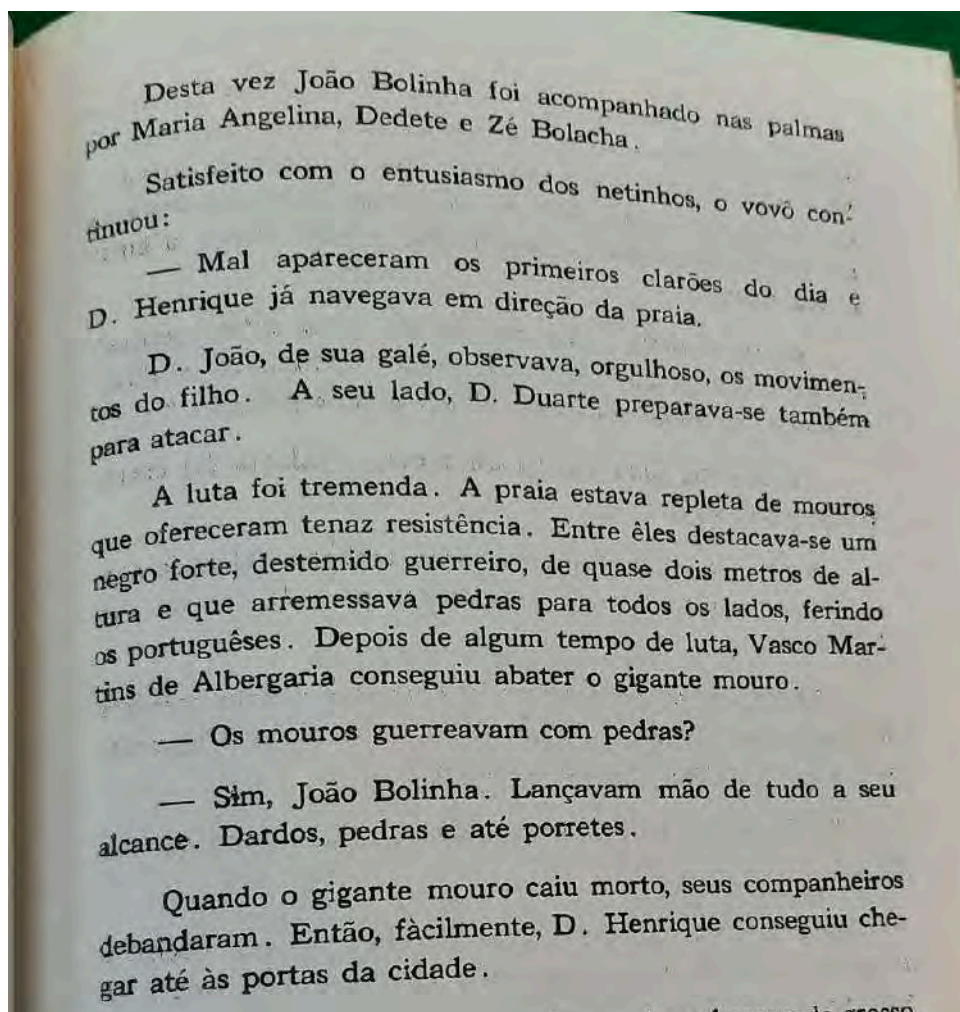 Desta vez João Bolinha foi acompanhado nas palmas
por Maria Angelina, Dedete e Zé Bolacha.
Satisfeito com o entusiasmo dos netinhos, o vovô con-
tinuou:
— Mal apareceram os primeiros clarões do dia e
D. Henrique já navegava em direção da praia.
D. João, de sua galé, observava, orgulhoso, os movimen-
tos do filho. A seu lado, D. Duarte preparava-se também
para atacar.
A luta foi tremenda. A praia estava repleta de mouros
que ofereceram tenaz resistência. Entre êles destacava-se um
negro forte, destemido guerreiro, de quase dois metros de al-
tura e que arremessava pedras para todos os lados, ferindo
os portuguêses. Depois de algum tempo de luta, Vasco Mar-
tins de Albergaria conseguiu abater o gigante mouro.
— Os mouros guerreavam com pedras?
— Sim, João Bolinha. Lançavam mão de tudo a seu
alcance. Dardos, pedras e até porretes.
Quando o gigante mouro caiu morto, seus companheiros
debandaram. Então, fàcilmente, D. Henrique conseguiu che-
gar até às portas da cidade.